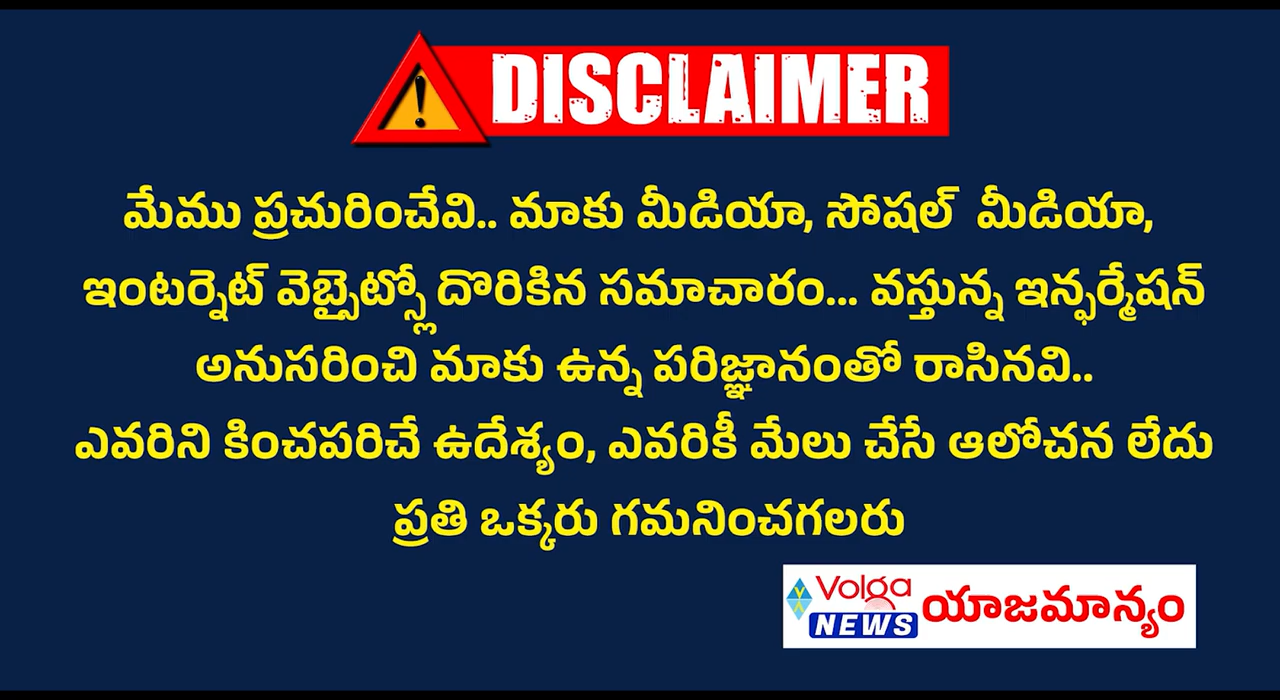 DISCLAIMER
మేము ప్రచురించేవి.. మాకు మీడియా, సోషల్ మీడియా,
ఇంటర్నెట్ వెబ్సైట్స్లో దొరికిన సమాచారం... వస్తున్న ఇన్ఫర్మేషన్
అనుసరించి మాకు ఉన్న పరిజ్ఞానంతో రాసినవి..
ఎవరిని కించపరిచే ఉదేశ్యం, ఎవరికీ మేలు చేసే ఆలోచన లేదు
ప్రతి ఒక్కరు గమనించగలరు
Volga NEWS యాజమాన్యం